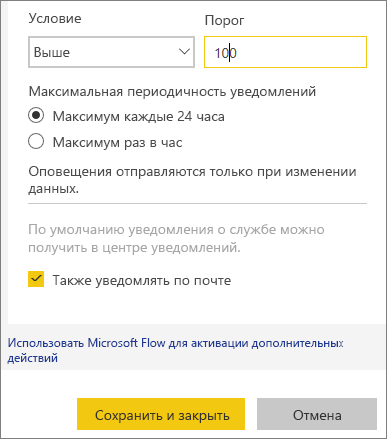 Условие Порог
Выше 100
Максимальная периодичность уведомлений
Максимум каждые 24 часа
Максимум раз в час
Оповещения отправляются только при изменении
данных.
По умолчанию уведомления о службе можно
получить в центре уведомлений.
Также уведомлять по почте
Использовать Microsoft Flow для активации дополнительных
действий
Сохранить и закрыть Отмена